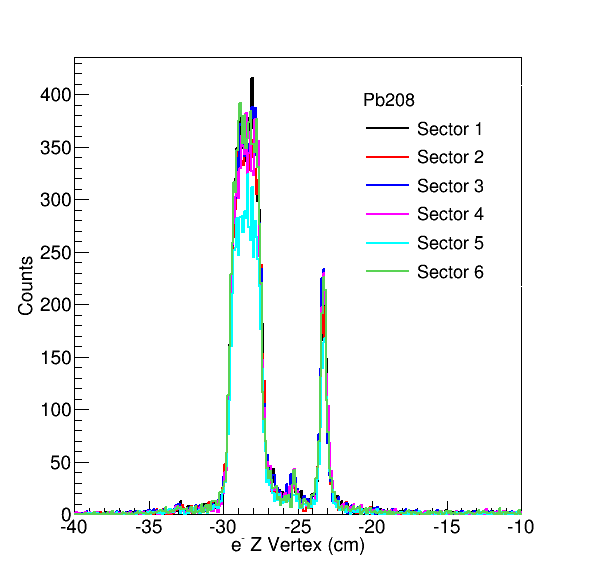 Pb208
Sector 1
Sector 2
Sector 3
Sector 4
Sector 5
Sector 6
Counts
400
350
300
250
200
150
100
50
0
-40 -35 -30 -25 -20 -15 -10
e⁻ Z Vertex (cm)